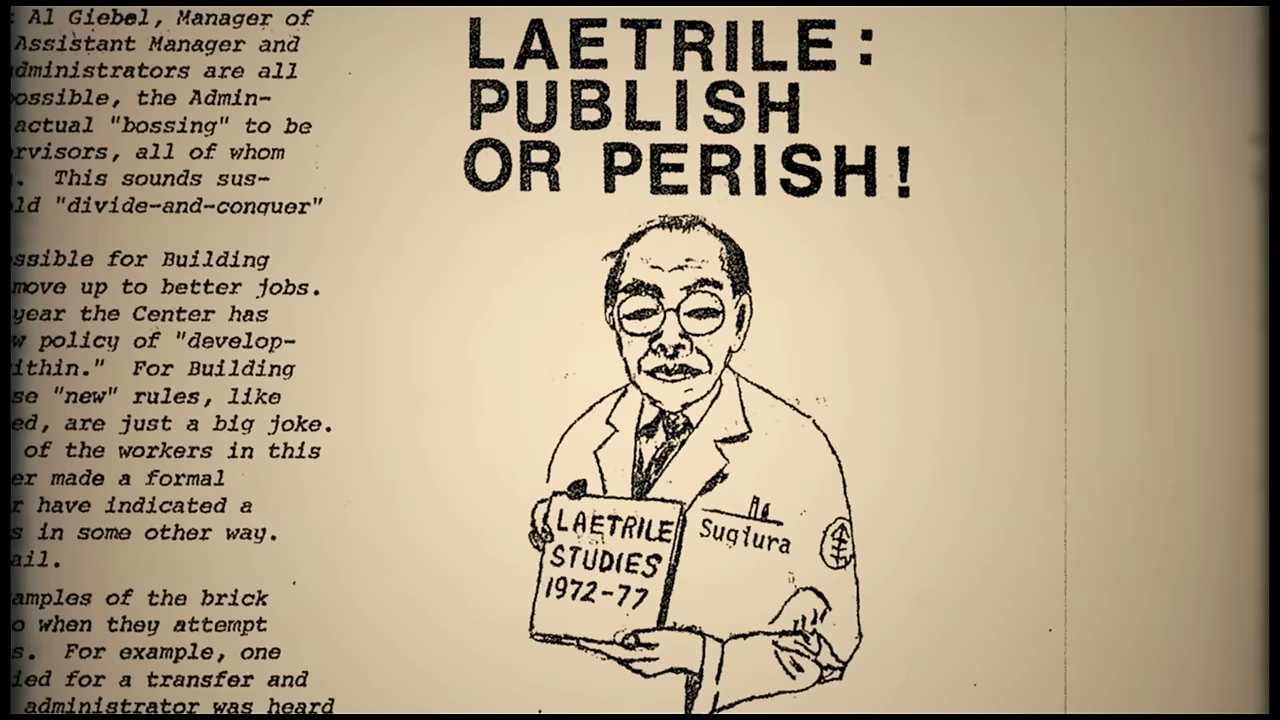 Al Giebel, Manager of
Assistant Manager and
dministrators are all
ossible, the Admin-
actual "bossing" to be
rvisors, all of whom
. This sounds sus-
ld "divide-and-conquer"
ssible for Building
move up to better jobs.
year the Center has
w policy of "develop-
ithin." For Building
se "new" rules, like
ed, are just a big joke.
of the workers in this
er made a formal
r have indicated a
s in some other way.
ail.
amples of the brick
o when they attempt
s. For example, one
ied for a transfer and
administrator was heard
LAETRILE:
PUBLISH
OR PERISH!
LAETRILE
STUDIES
1972-77
Sugiura